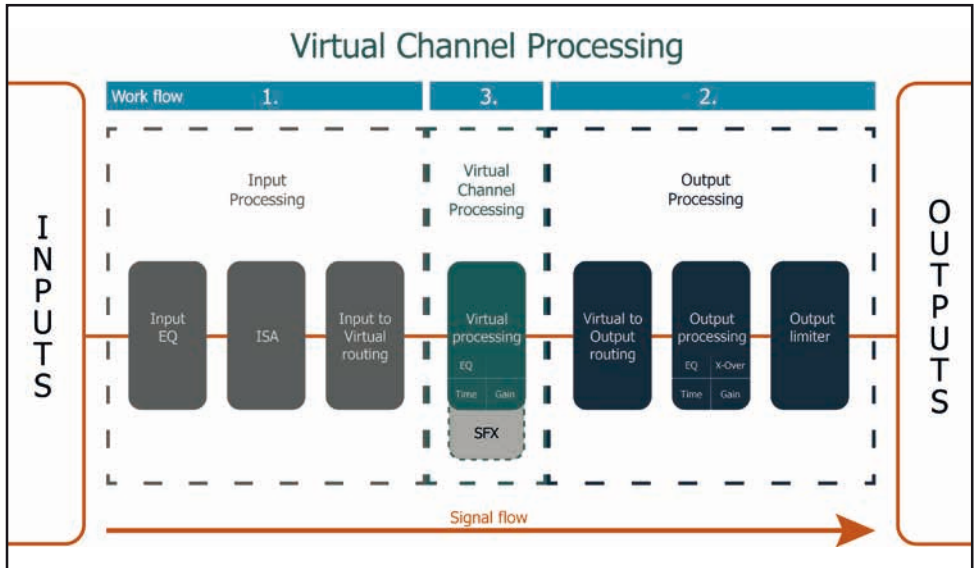 Virtual Channel Processing
Work flow 1. 3. 2.
INPUTS
Input
Processing
Virtual
Channel
Processing
Output
Processing
Input
EQ
ISA
Input to
Virtual
routing
Virtual
processing
EQ
Time Gain
SFX
Virtual to
Output
routing
Output
processing
EQ X-Over
Time Gain
Output
limiter
OUTPUTS
Signal flow